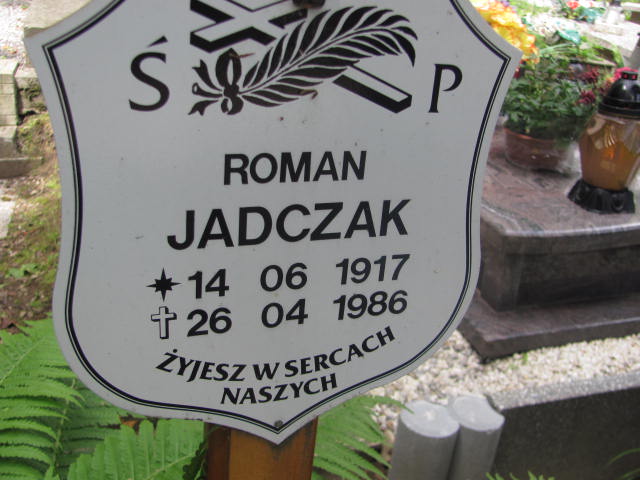 Ś P
ROMAN
JADCZAK
14 06 1917
26 04 1986
ŻYJESZ W SERCACH
NASZYCH